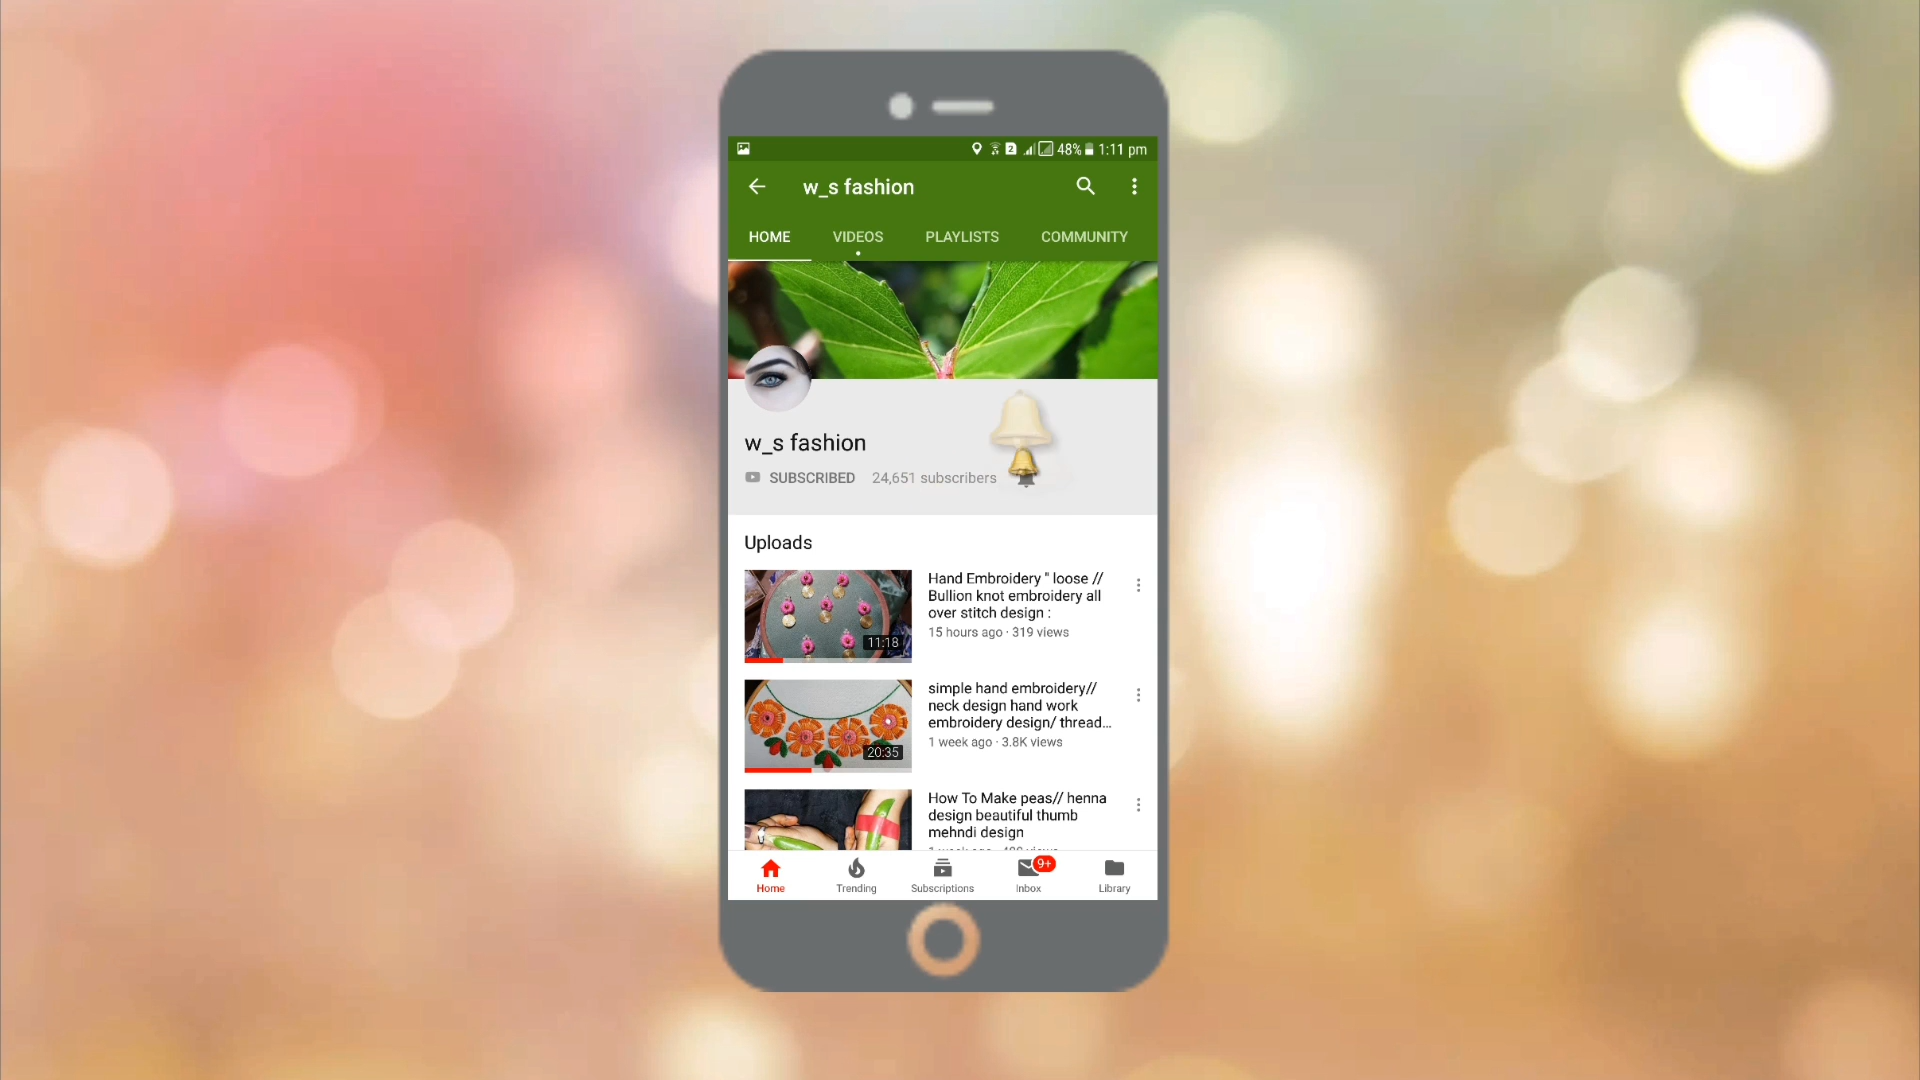 48% 1:11 pm
w_s fashion
HOME VIDEOS PLAYLISTS COMMUNITY
w_s fashion
SUBSCRIBED 24,651 subscribers
Uploads
Hand Embroidery " loose //
Bullion knot embroidery all
over stitch design :
15 hours ago · 319 views
11:18
simple hand embroidery//
neck design hand work
embroidery design/ thread...
1 week ago · 3.8K views
20:35
How To Make peas// henna
design beautiful thumb
mehndi design
9+
Home Trending Subscriptions Inbox Library